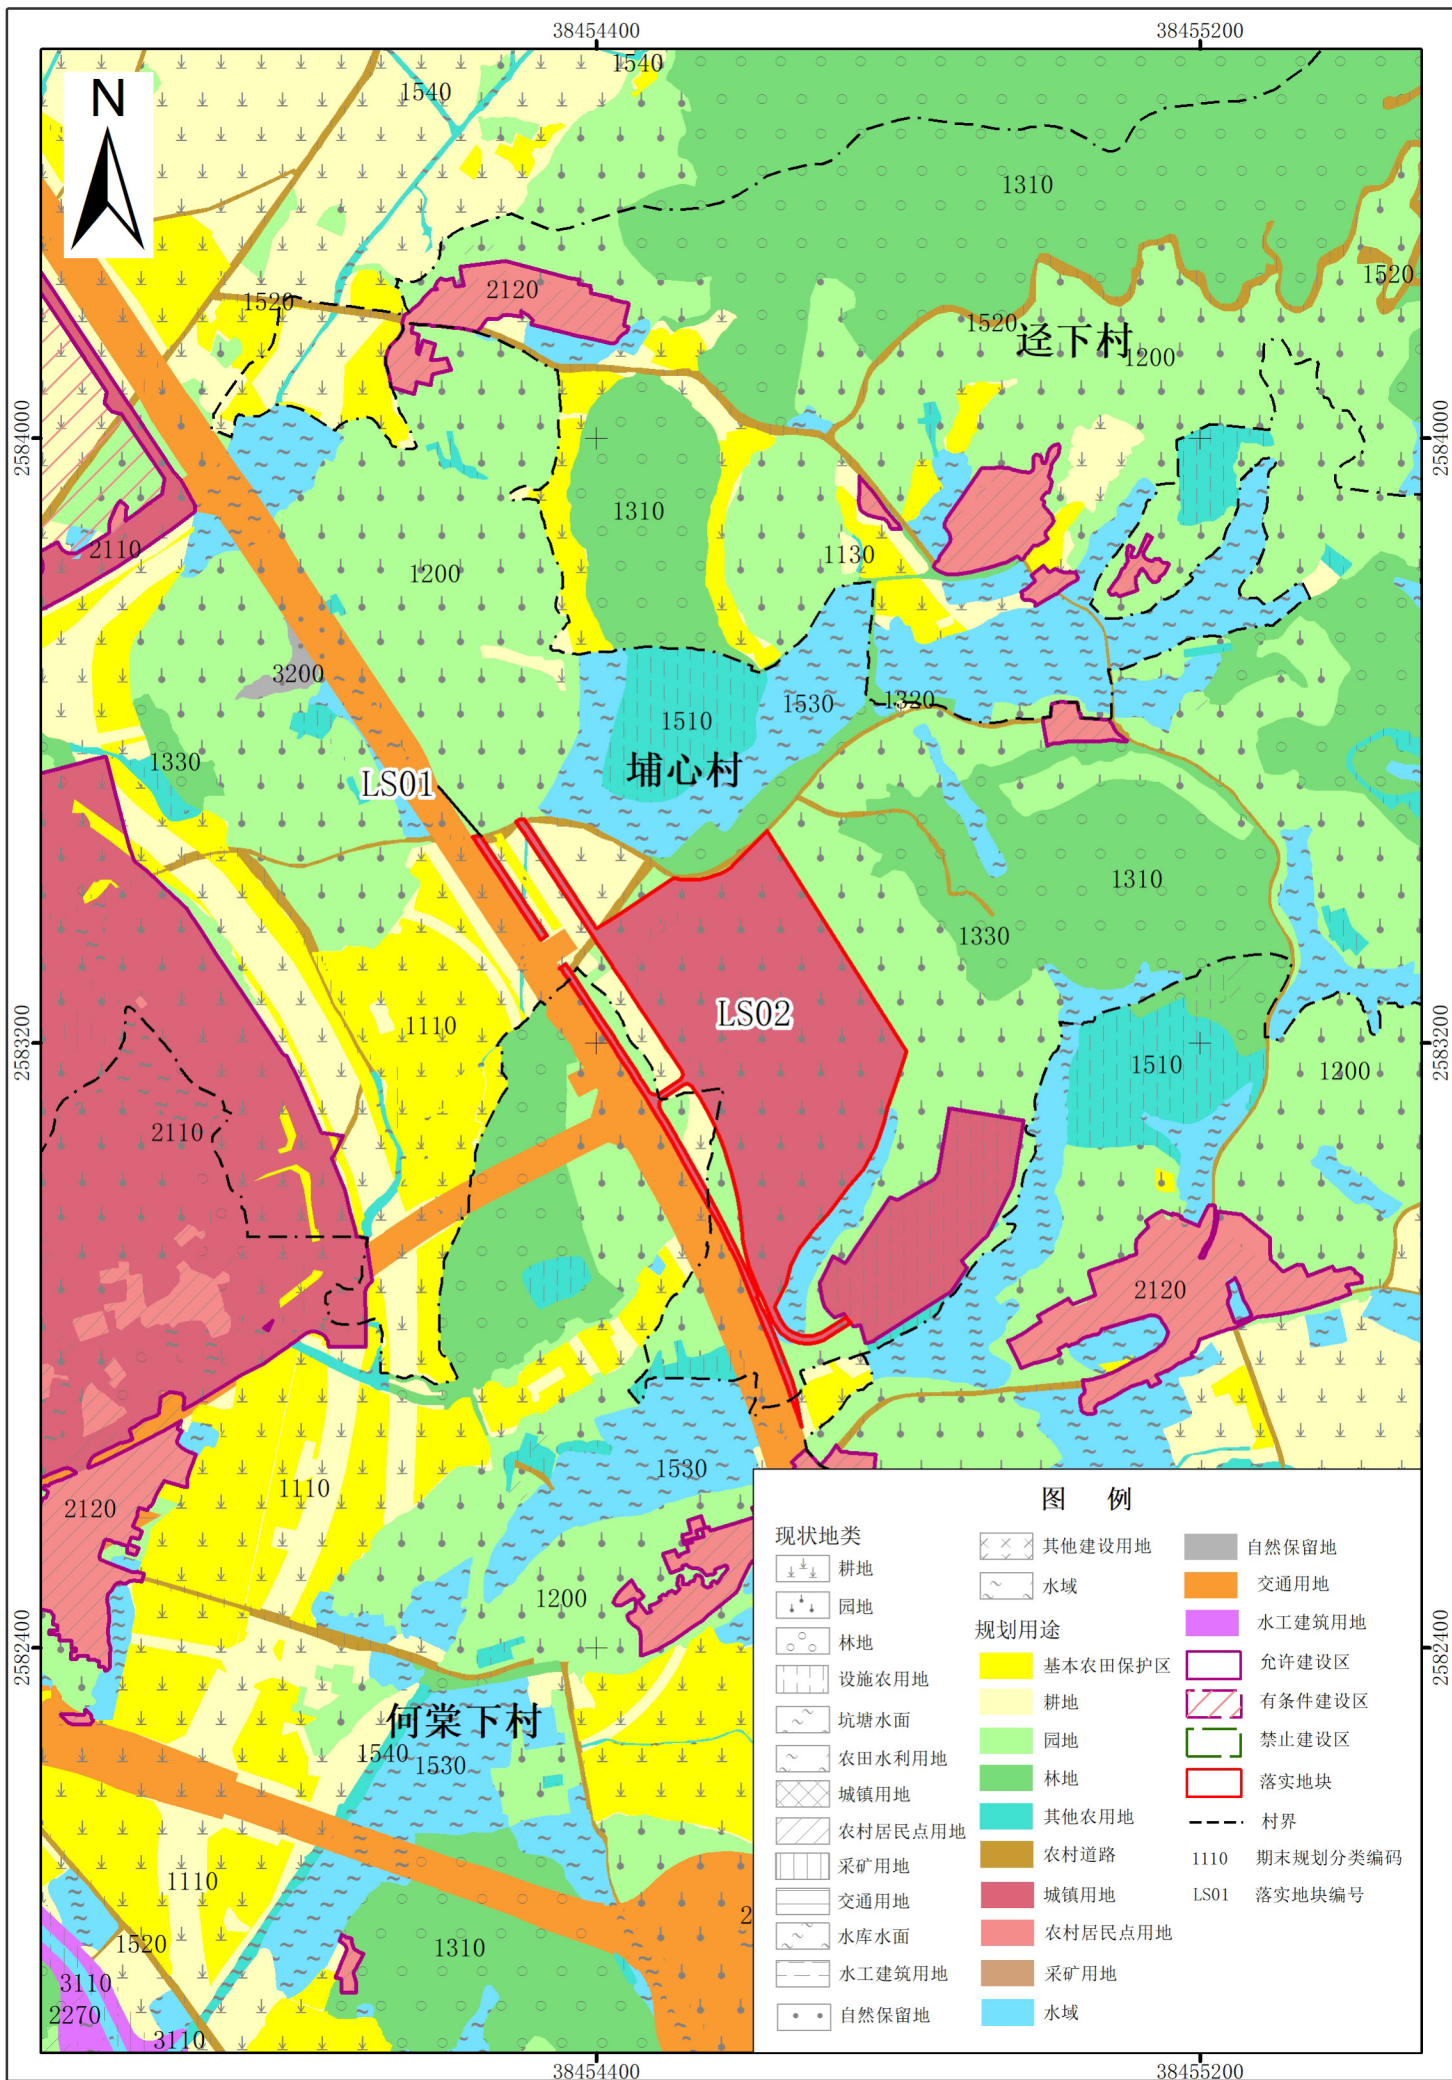 38454400
38455200
N
1540
1540
1310
1520
2120
1520
1520
迳下村
1200
2584000
2584000
2110
1200
1310
1130
3200
1510
1530
1320
埔心村
1330
LS01
1310
1330
LS02
1110
2583200
2583200
1510
1200
2110
2120
1530
1110
2120
1200
2582400
2582400
何棠下村
1540
1530
1110
1520
1310
3110
2270
3110
2
图 例
现状地类
耕地
园地
林地
设施农用地
坑塘水面
农田水利用地
城镇用地
农村居民点用地
采矿用地
交通用地
水库水面
水工建筑用地
自然保留地
其他建设用地
水域
规划用途
基本农田保护区
耕地
园地
林地
其他农用地
农村道路
城镇用地
农村居民点用地
采矿用地
水域
自然保留地
交通用地
水工建筑用地
允许建设区
有条件建设区
禁止建设区
落实地块
村界
1110 期末规划分类编码
LS01 落实地块编号
38454400
38455200